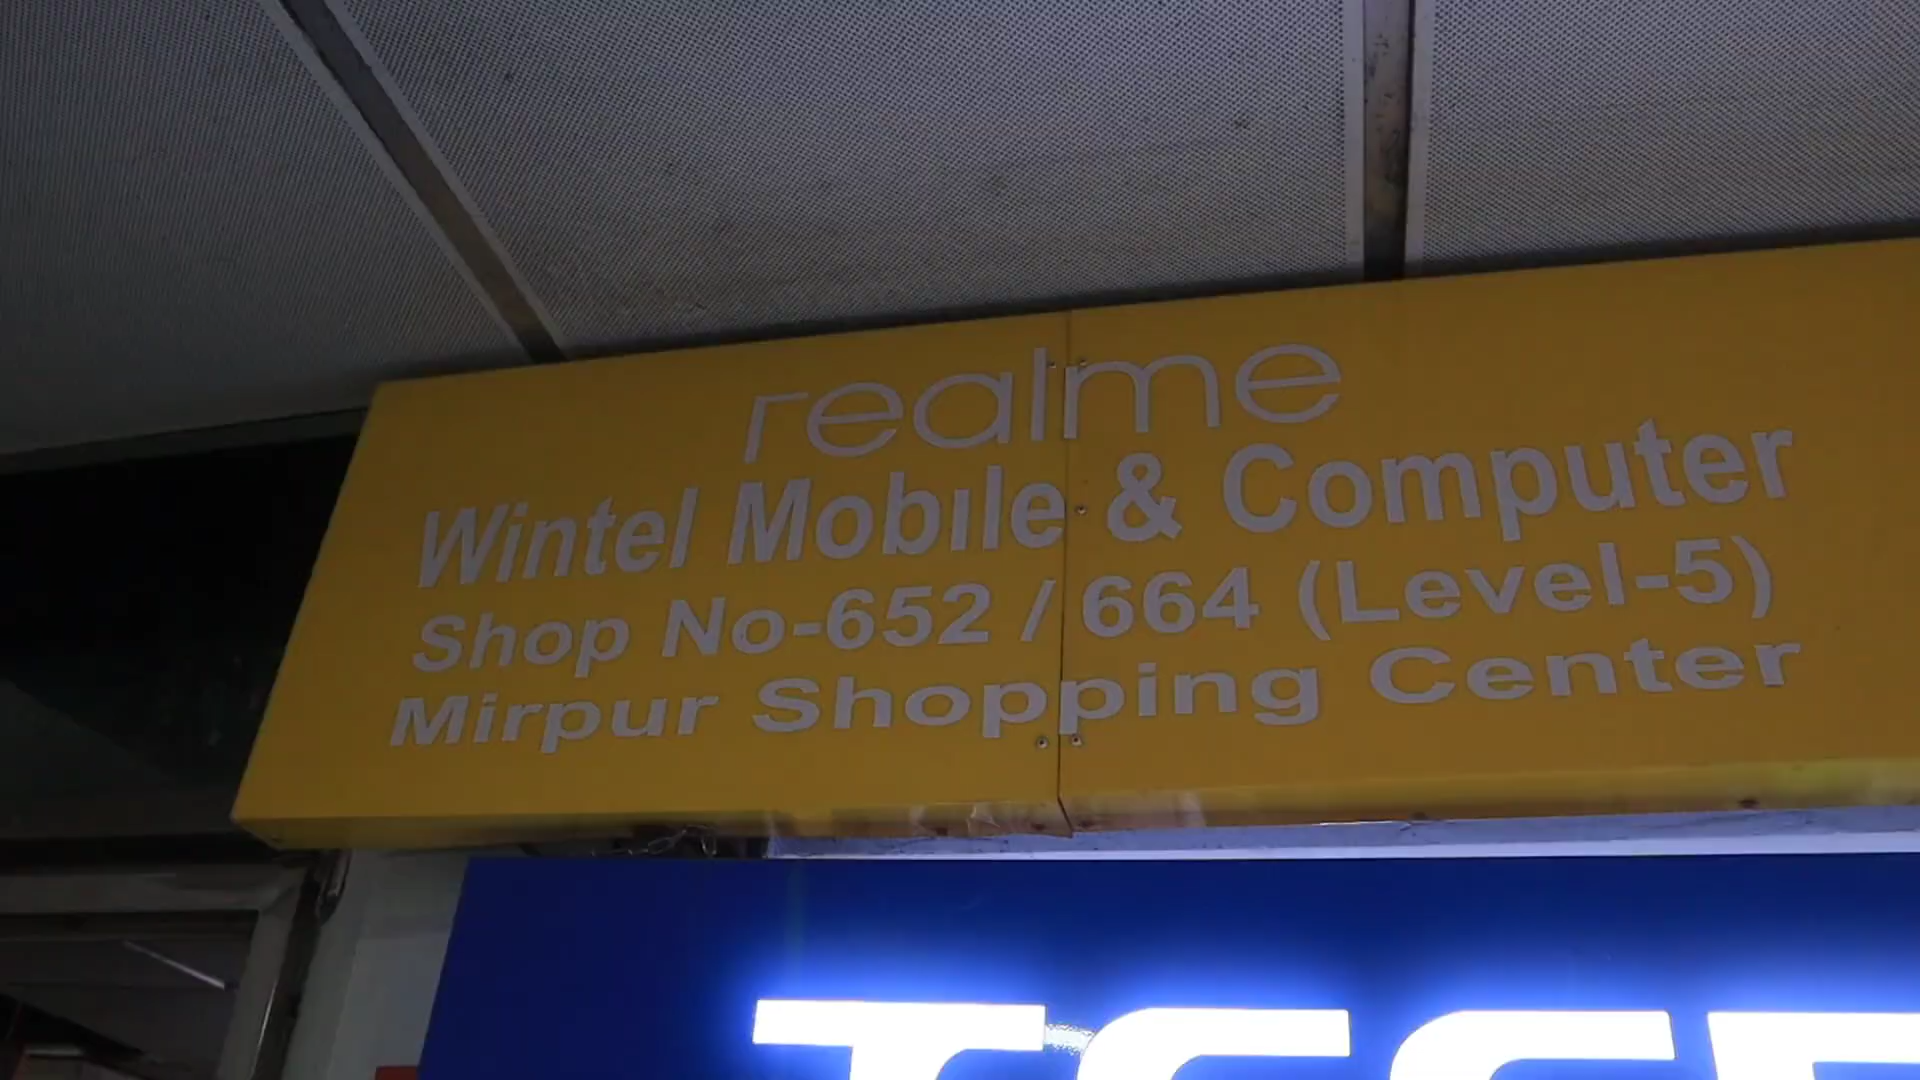 realme
Wintel Mobile & Computer
Shop No-652 / 664 (Level-5)
Mirpur Shopping Center